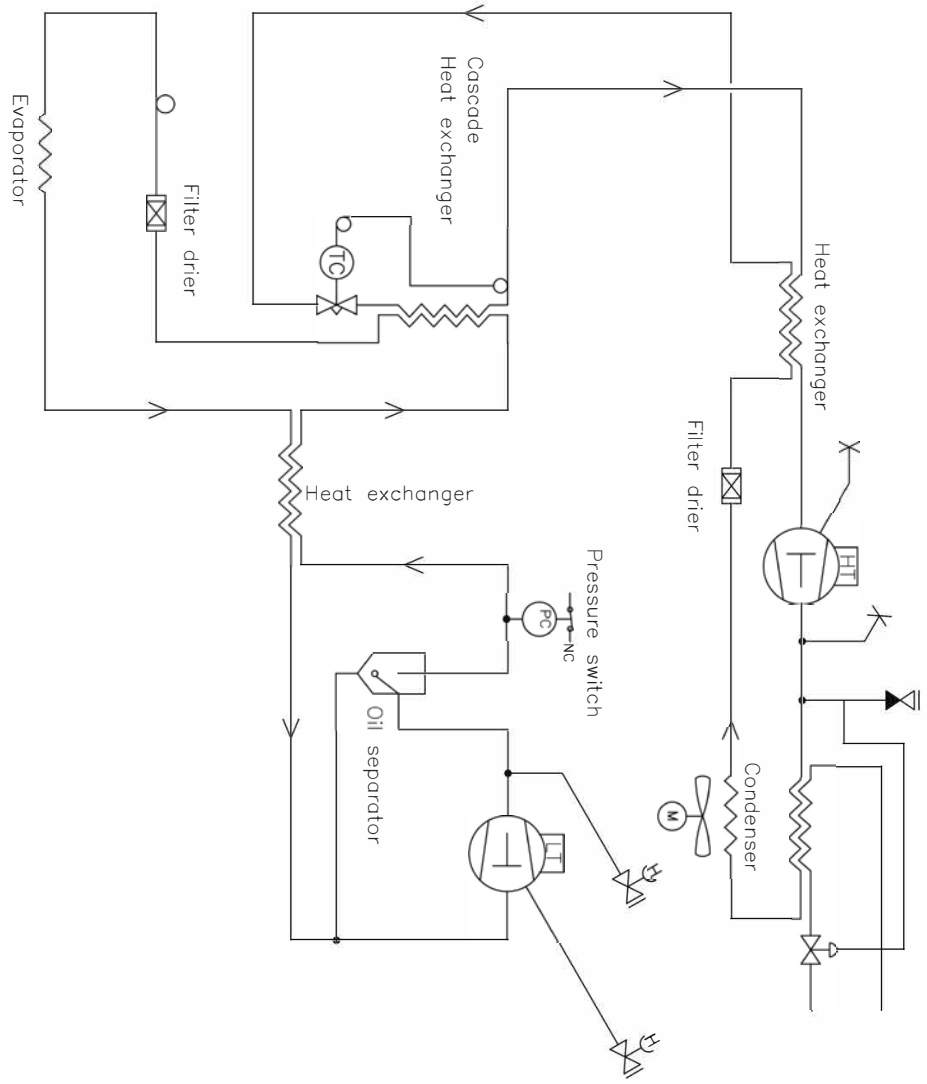 Cascade
Heat exchanger
Evaporator
Filter drier
TC
Heat exchanger
Filter drier
HT
Heat exchanger
Pressure switch
PC
NC
Oil separator
Condenser
M
LT
H
H